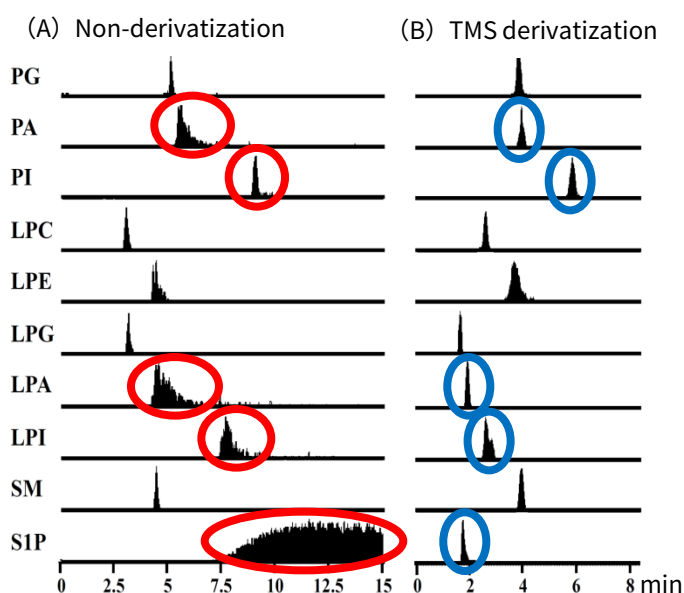 （A）Non-derivatization （B）TMS derivatization
PG
PA
PI
LPC
LPE
LPG
LPA
LPI
SM
S1P
0 2.5 5 7.5 10 12.5 15 0 2 4 6 8 min